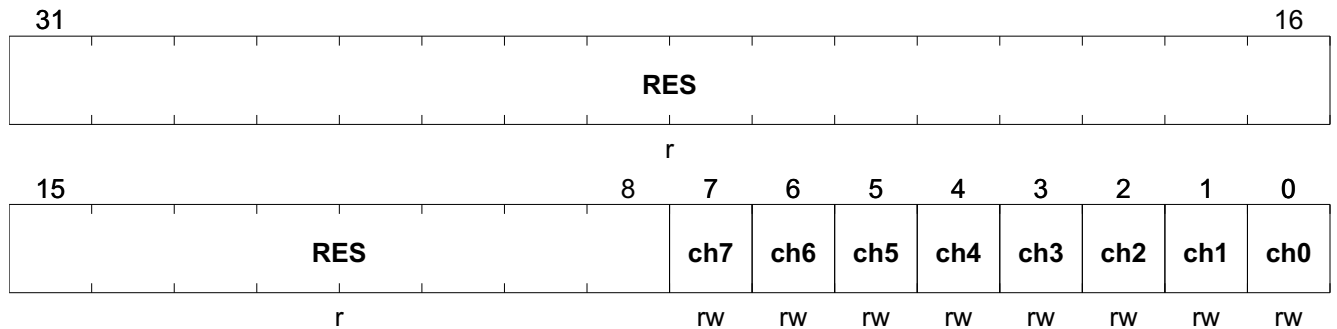 31 16
RES
r
15 8 7 6 5 4 3 2 1 0
RES ch7 ch6 ch5 ch4 ch3 ch2 ch1 ch0
r rw rw rw rw rw rw rw rw